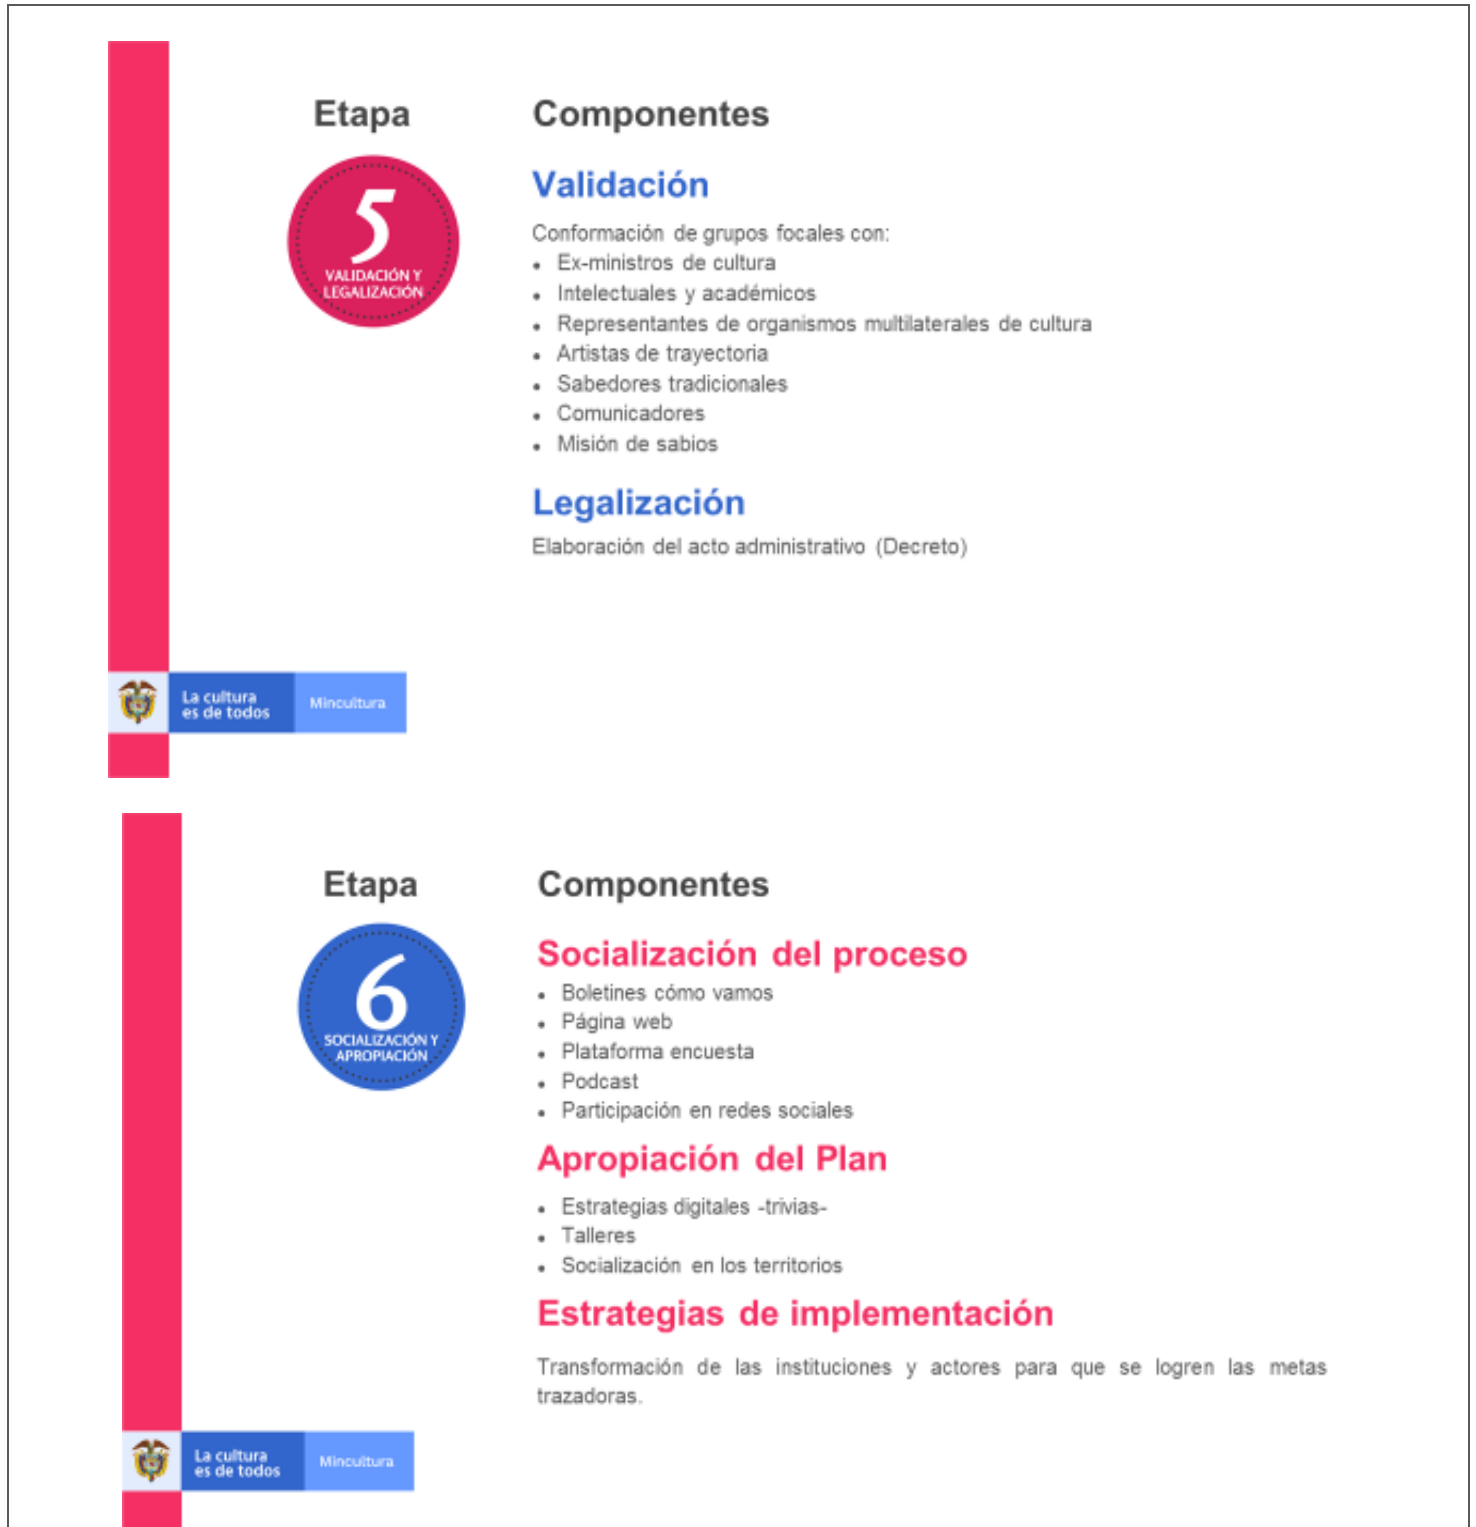 Etapa
Componentes
5
VALIDACIÓN Y
LEGALIZACIÓN
Validación
Conformación de grupos focales con:
• Ex-ministros de cultura
• Intelectuales y académicos
• Representantes de organismos multilaterales de cultura
• Artistas de trayectoria
• Sabedores tradicionales
• Comunicadores
• Misión de sabios
Legalización
Elaboración del acto administrativo (Decreto)
La cultura
es de todos
Mincultura
Etapa
Componentes
6
SOCIALIZACIÓN Y
APROPIACIÓN
Socialización del proceso
• Boletines cómo vamos
• Página web
• Plataforma encuesta
• Podcast
• Participación en redes sociales
Apropiación del Plan
• Estrategias digitales -trivias-
• Talleres
• Socialización en los territorios
Estrategias de implementación
Transformación de las instituciones y actores para que se logren las metas
trazadoras.
La cultura
es de todos
Mincultura